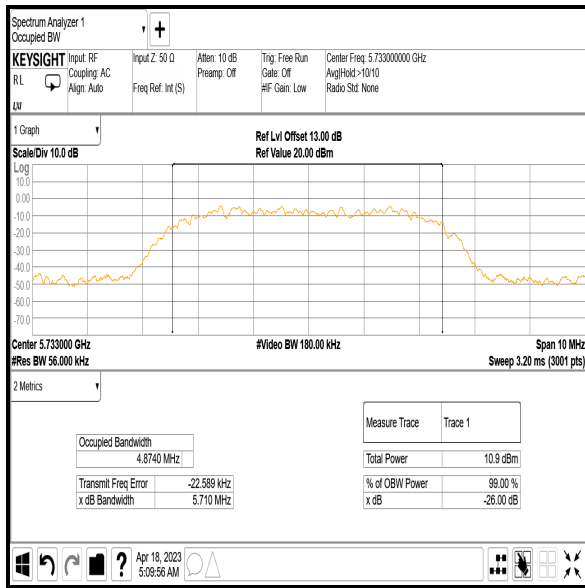 Spectrum Analyzer 1
Occupied BW
KEYSIGHT
R L
LXI
Input: RF
Coupling: AC
Align: Auto
Input Z: 50 Ω
Freq Ref: Int (S)
Atten: 10 dB
Preamp: Off
Trig: Free Run
Gate: Off
#IF Gain: Low
Center Freq: 5.733000000 GHz
Avg|Hold:>10/10
Radio Std: None
1 Graph
Scale/Div 10.0 dB
Ref Lvl Offset 13.00 dB
Ref Value 20.00 dBm
Log
10.0
0.00
-10.0
-20.0
-30.0
-40.0
-50.0
-60.0
-70.0
Center 5.733000 GHz
#Res BW 56.000 kHz
#Video BW 180.00 kHz
Span 10 MHz
Sweep 3.20 ms (3001 pts)
2 Metrics
Occupied Bandwidth
4.8740 MHz
Transmit Freq Error -22.589 kHz
x dB Bandwidth 5.710 MHz
Measure Trace Trace 1
Total Power 10.9 dBm
% of OBW Power 99.00 %
x dB -26.00 dB
?
Apr 18, 2023
5:09:56 AM